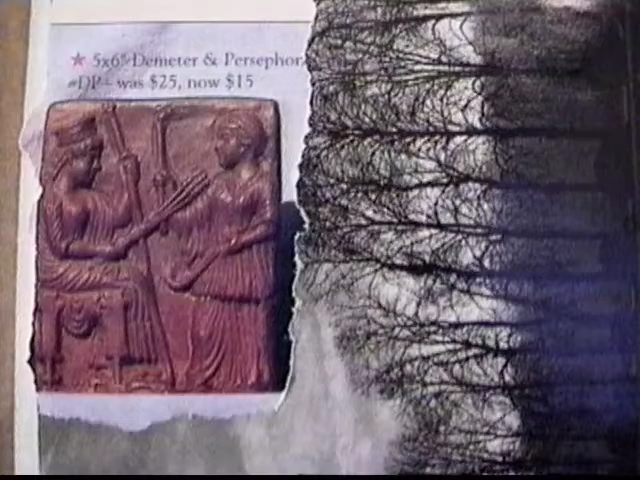 ★ 5x6" Demeter & Persephon
#DP – was $25, now $15